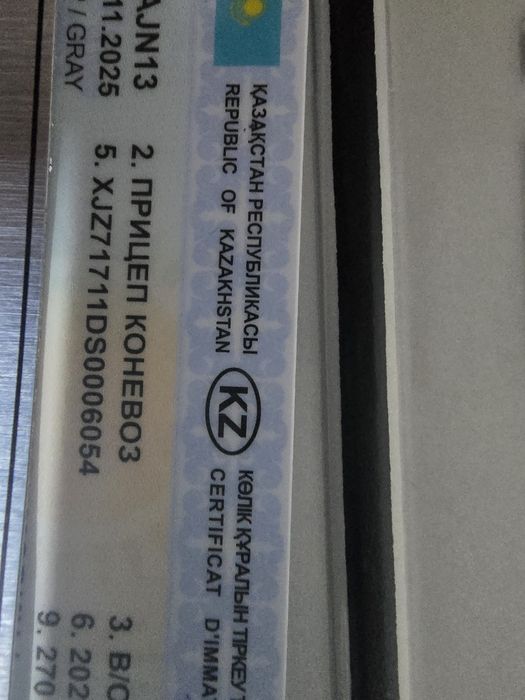 ҚАЗАҚСТАН РЕСПУБЛИКАСЫ KZ КӨЛІК ҚҰРАЛЫН ТІРКЕУ
REPUBLIC OF KAZAKHSTAN CERTIFICAT D'IMMA
AJN13 2. ПРИЦЕП КОНЕВОЗ 3. В/С
11.2025 5. XJZ71711DS0006054 6. 202
/ GRAY 9. 270